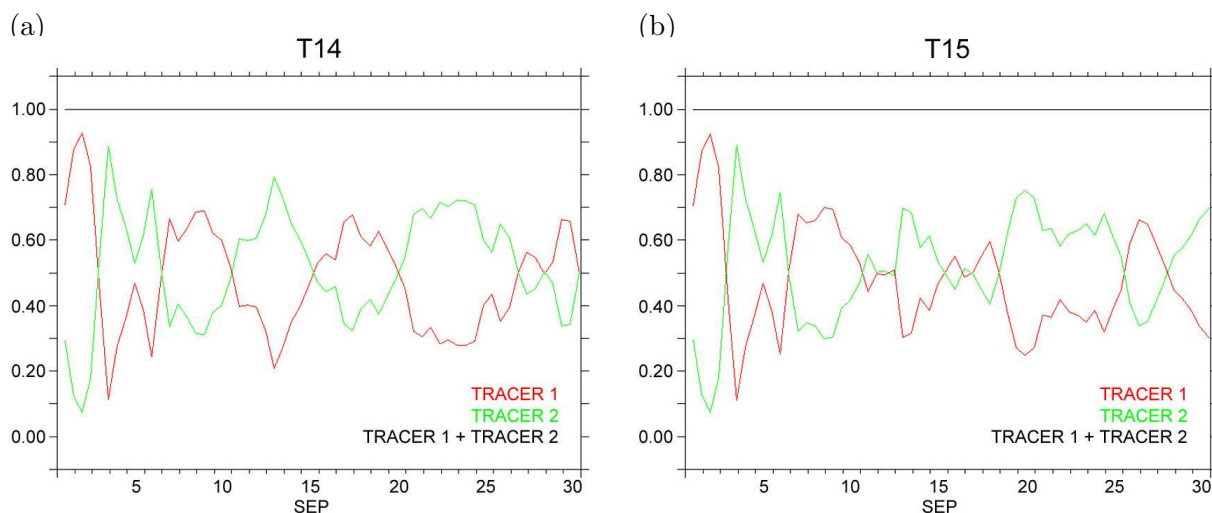 (a)
T14
1.00
0.80
0.60
0.40
0.20
0.00
TRACER 1
TRACER 2
TRACER 1 + TRACER 2
5 10 15 20 25 30
SEP
(b)
T15
1.00
0.80
0.60
0.40
0.20
0.00
TRACER 1
TRACER 2
TRACER 1 + TRACER 2
5 10 15 20 25 30
SEP